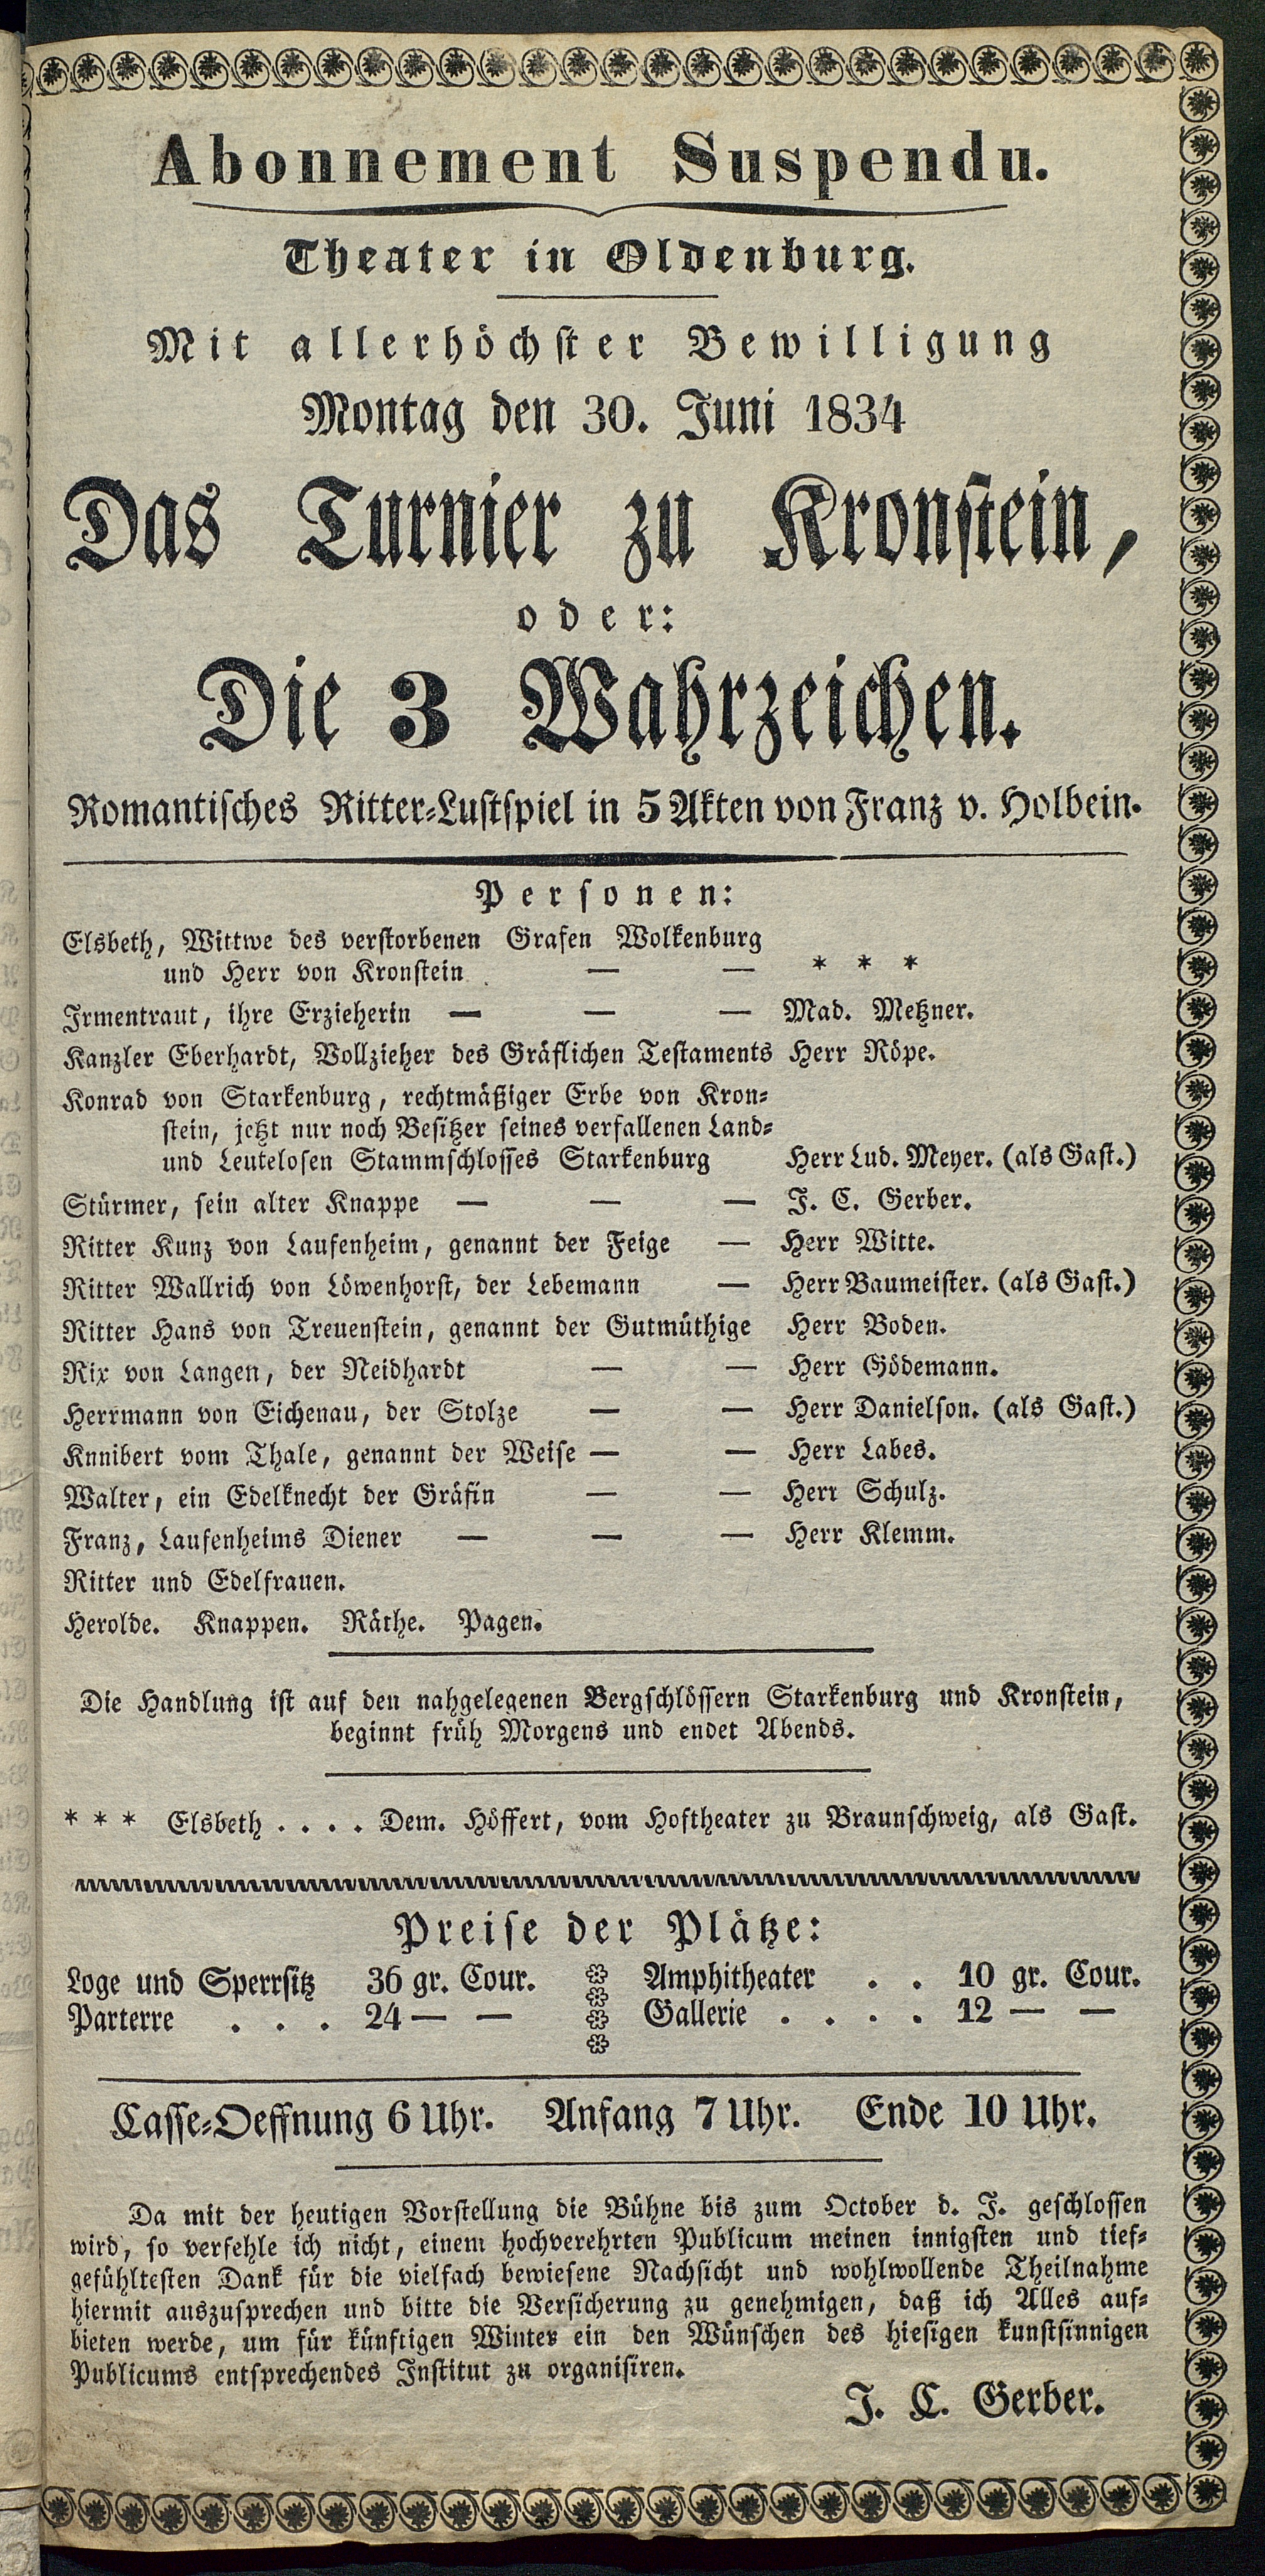 Abonnement Suspendu.
Theater in Oldenburg.
Mit allerhöchster Bewilligung
Montag den 30. Juni 1834
Das Turnier zu Kronstein,
oder:
Die 3 Wahrzeichen.
Romantisches Ritter-Lustspiel in 5 Akten von Franz v. Holbein.
Personen:
Elsbeth, Wittwe des verstorbenen Grafen Wolkenburg
und Herr von Kronstein — — * * *
Irmentraut, ihre Erzieherin — — — Mad. Metzner.
Kanzler Eberhardt, Vollzieher des Gräflichen Testaments Herr Röpe.
Konrad von Starkenburg, rechtmäßiger Erbe von Kron-
stein, jetzt nur noch Besitzer seines verfallenen Land-
und Leutelosen Stammschlosses Starkenburg Herr Lud. Meyer. (als Gast.)
Stürmer, sein alter Knappe — — — J. C. Gerber.
Ritter Kunz von Laufenheim, genannt der Feige — Herr Witte.
Ritter Wallrich von Löwenhorst, der Lebemann — Herr Baumeister. (als Gast.)
Ritter Hans von Treuenstein, genannt der Gutmüthige Herr Boden.
Rix von Langen, der Neidhardt — — Herr Gödemann.
Herrmann von Eichenau, der Stolze — — Herr Danielson. (als Gast.)
Knnibert vom Thale, genannt der Weise — — Herr Labes.
Walter, ein Edelknecht der Gräfin — — Herr Schulz.
Franz, Laufenheims Diener — — — Herr Klemm.
Ritter und Edelfrauen.
Herolde. Knappen. Räthe. Pagen.
Die Handlung ist auf den nahgelegenen Bergschlössern Starkenburg und Kronstein,
beginnt früh Morgens und endet Abends.
* * * Elsbeth . . . . Dem. Höffert, vom Hoftheater zu Braunschweig, als Gast.
Preise der Plätze:
Loge und Sperrsitz 36 gr. Cour. Amphitheater . . 10 gr. Cour.
Parterre . . . 24 — — Gallerie . . . . 12 — —
Casse-Oeffnung 6 Uhr. Anfang 7 Uhr. Ende 10 Uhr.
Da mit der heutigen Vorstellung die Bühne bis zum October d. J. geschlossen
wird, so verfehle ich nicht, einem hochverehrten Publicum meinen innigsten und tief-
gefühltesten Dank für die vielfach bewiesene Nachsicht und wohlwollende Theilnahme
hiermit auszusprechen und bitte die Versicherung zu genehmigen, daß ich Alles auf-
bieten werde, um für künftigen Winter ein den Wünschen des hiesigen kunstsinnigen
Publicums entsprechendes Institut zu organisiren.
J. C. Gerber.